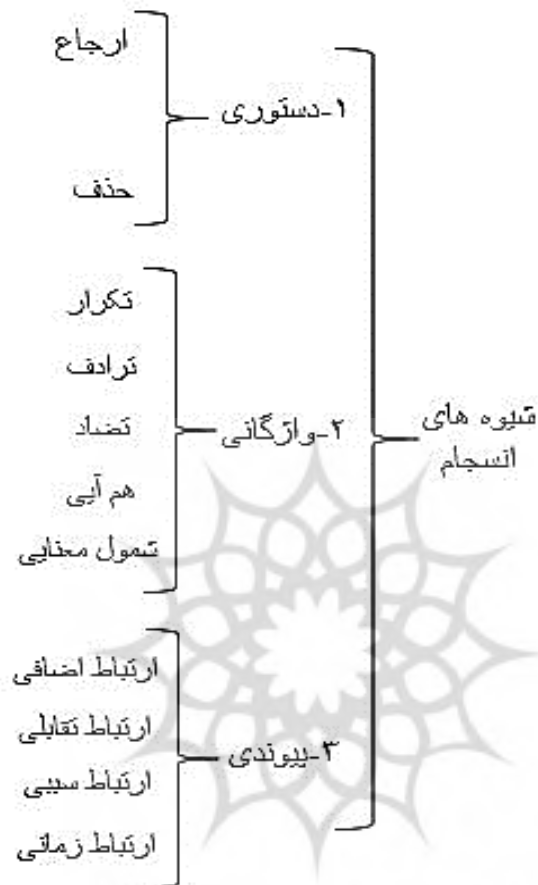 شیوه های
انسجام
۱-دستوری
ارجاع
حذف
۲-واژگانی
تکرار
ترادف
تضاد
هم آیی
شمول معنایی
۳-پیوندی
ارتباط اضافی
ارتباط تقابلی
ارتباط سببی
ارتباط زمانی